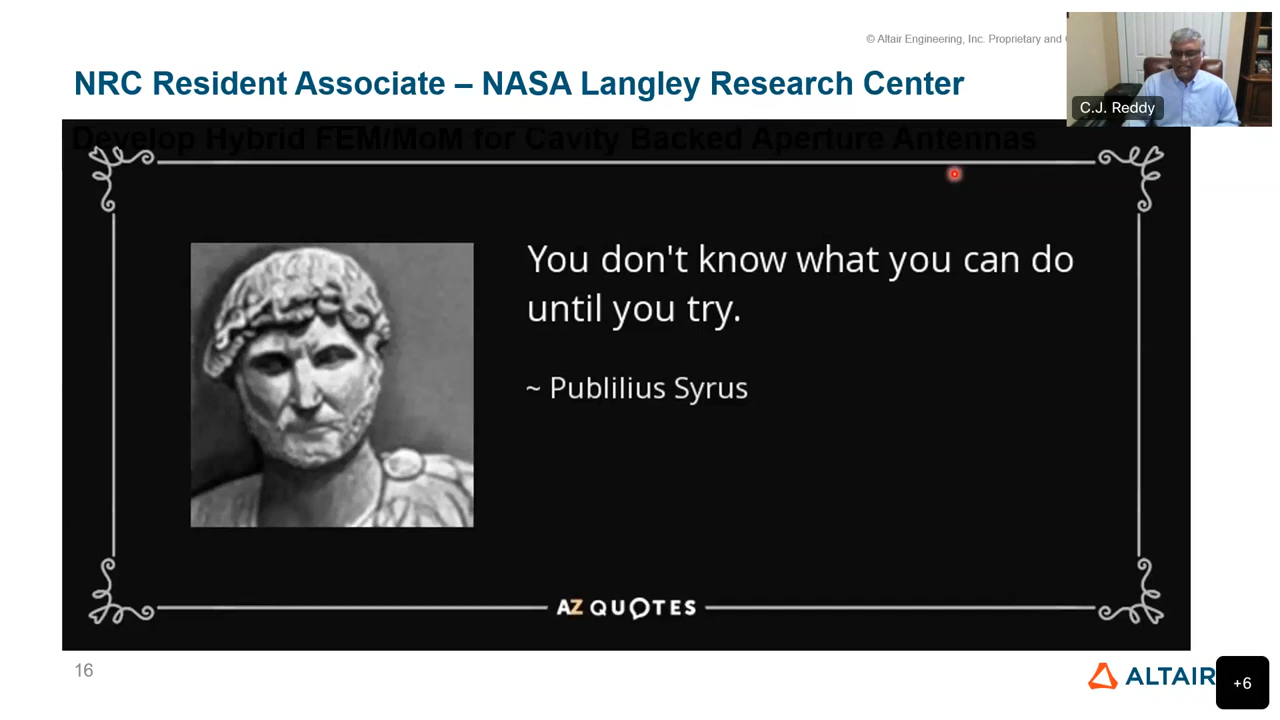 © Altair Engineering, Inc. Proprietary and
NRC Resident Associate – NASA Langley Research Center
C.J. Reddy
Develop Hybrid FEM/MoM for Cavity Backed Aperture Antennas
You don't know what you can do
until you try.
~ Publilius Syrus
AZ QUOTES
16
ALTAIR
+6